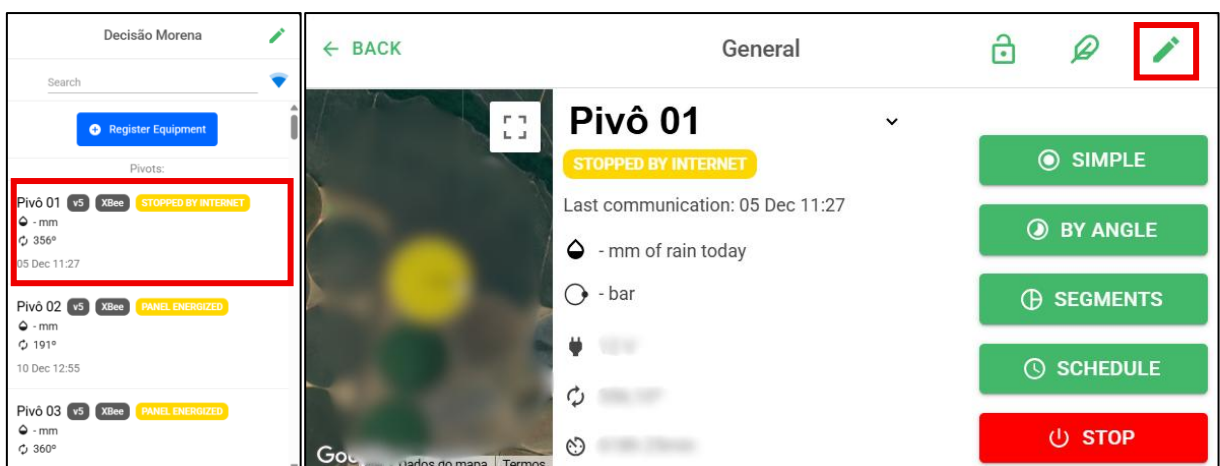 Decisão Morena
Search
Register Equipment
Pivots:
Pivô 01 v5 XBee STOPPED BY INTERNET
- mm
356º
05 Dec 11:27
Pivô 02 v5 XBee PANEL ENERGIZED
- mm
191º
10 Dec 12:55
Pivô 03 v5 XBee PANEL ENERGIZED
- mm
360º
← BACK
General
Pivô 01
STOPPED BY INTERNET
Last communication: 05 Dec 11:27
- mm of rain today
- bar
SIMPLE
BY ANGLE
SEGMENTS
SCHEDULE
STOP
Dados do mapa
Termos